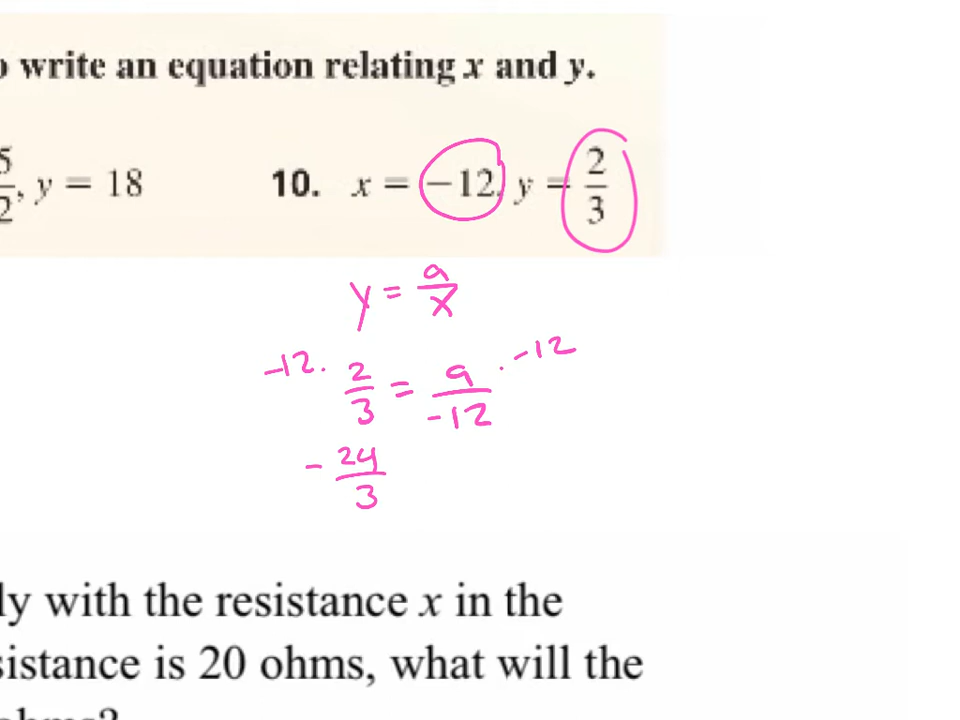 write an equation relating x and y.
5/2, y = 18 10. x = -12, y = 2/3
y = a/x
-12 · 2/3 = a/-12 · -12
- 24/3
ly with the resistance x in the
sistance is 20 ohms, what will the
ohms?